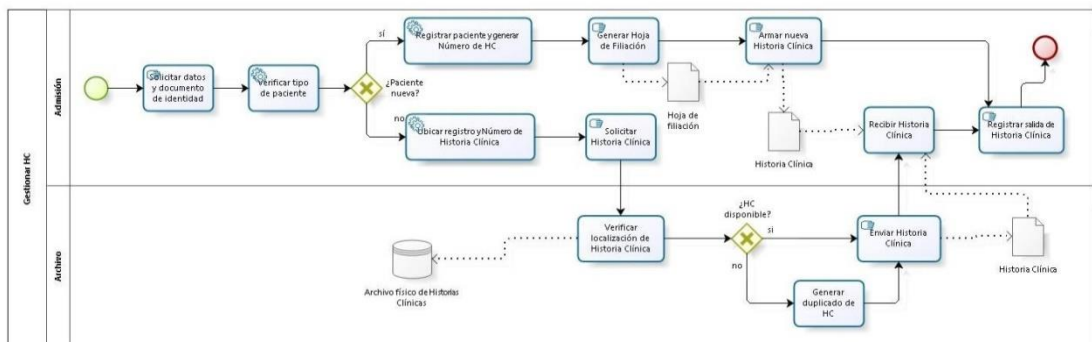 Gestionar HC
Admisión
Solicitar datos
y documento
de identidad
Verificar tipo
de paciente
¿Paciente
nueva?
sí
Registrar paciente y generar
Número de HC
Generar Hoja
de Filiación
Hoja de
filiación
Armar nueva
Historia Clínica
Historia Clínica
no
Ubicar registro y Número de
Historia Clínica
Solicitar
Historia Clínica
Recibir Historia
Clínica
Registrar salida de
Historia Clínica
Archivo
Verificar
localización de
Historia Clínica
Archivo físico de Historias
Clínicas
¿HC
disponible?
si
no
Generar
duplicado de
HC
Enviar Historia
Clínica
Historia Clínica